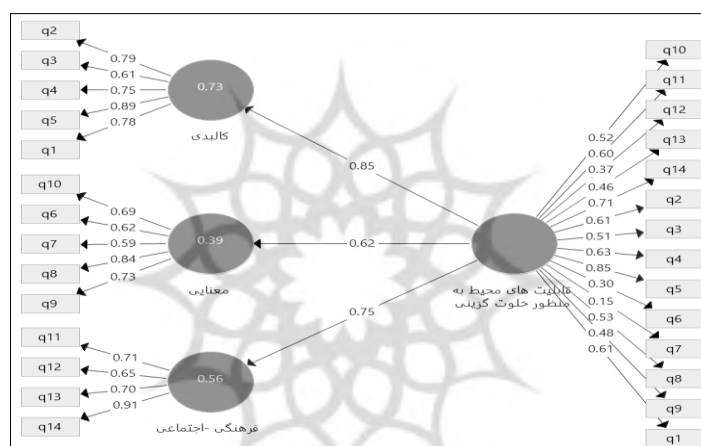 q2
q3
q4
q5
q1
0.79
0.61
0.75
0.89
0.78
0.73
کالبدی
q10
q6
q7
q8
q9
0.69
0.62
0.59
0.84
0.73
0.39
معنایی
q11
q12
q13
q14
0.71
0.65
0.70
0.91
0.56
فرهنگی -اجتماعی
0.85
0.62
0.75
قابلیت های محیط به
منظور خلوت گزینی
0.52
0.60
0.37
0.46
0.71
0.61
0.51
0.63
0.85
0.30
0.15
0.53
0.48
0.61
q10
q11
q12
q13
q14
q2
q3
q4
q5
q6
q7
q8
q9
q1